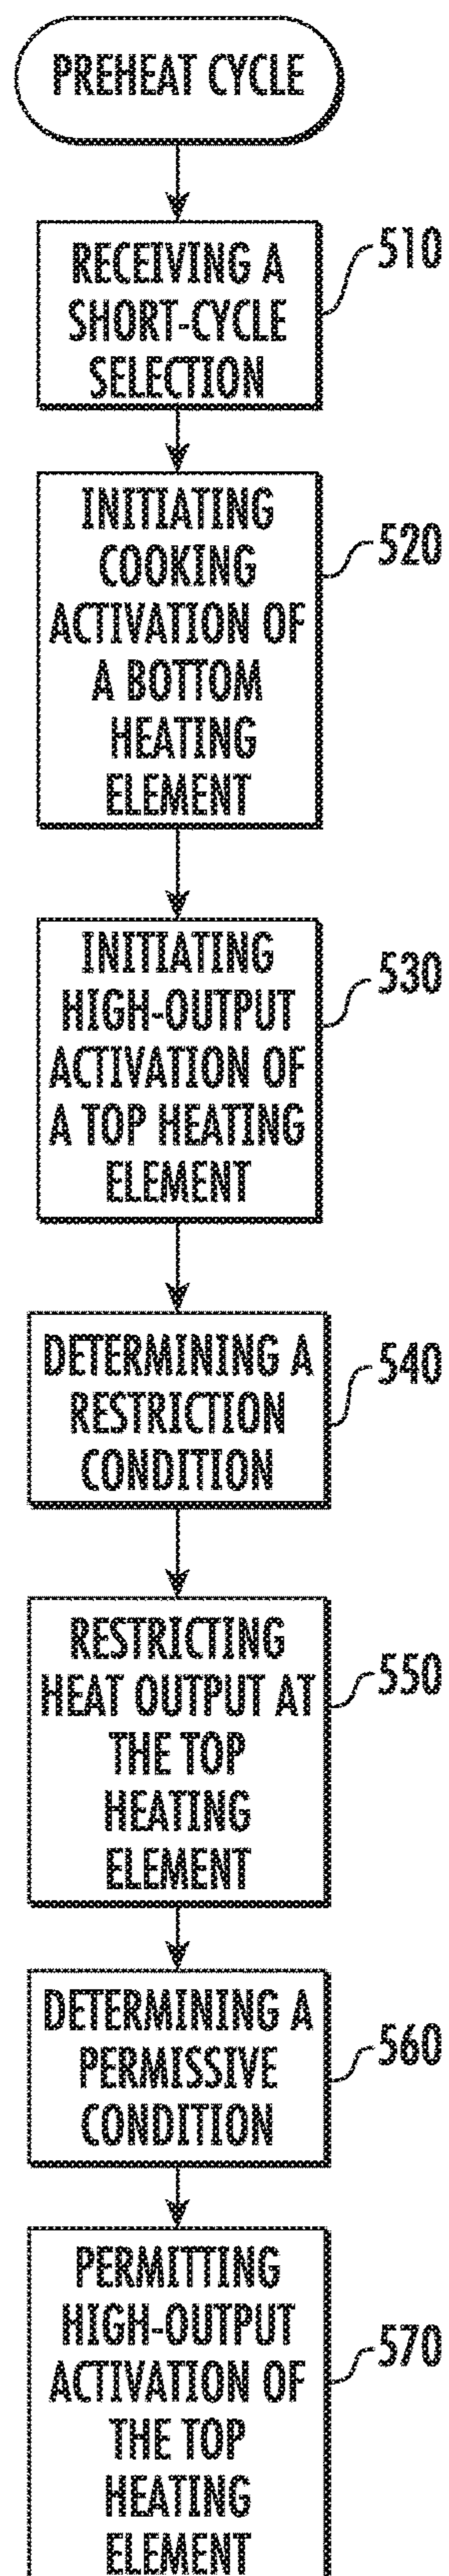 PREHEAT CYCLE
RECEIVING A
SHORT-CYCLE
SELECTION
510
INITIATING
COOKING
ACTIVATION OF
A BOTTOM
HEATING
ELEMENT
520
INITIATING
HIGH-OUTPUT
ACTIVATION OF
A TOP HEATING
ELEMENT
530
DETERMINING A
RESTRICTION
CONDITION
540
RESTRICTING
HEAT OUTPUT AT
THE TOP
HEATING
ELEMENT
550
DETERMINING A
PERMISSIVE
CONDITION
560
PERMITTING
HIGH-OUTPUT
ACTIVATION OF
THE TOP
HEATING
ELEMENT
570